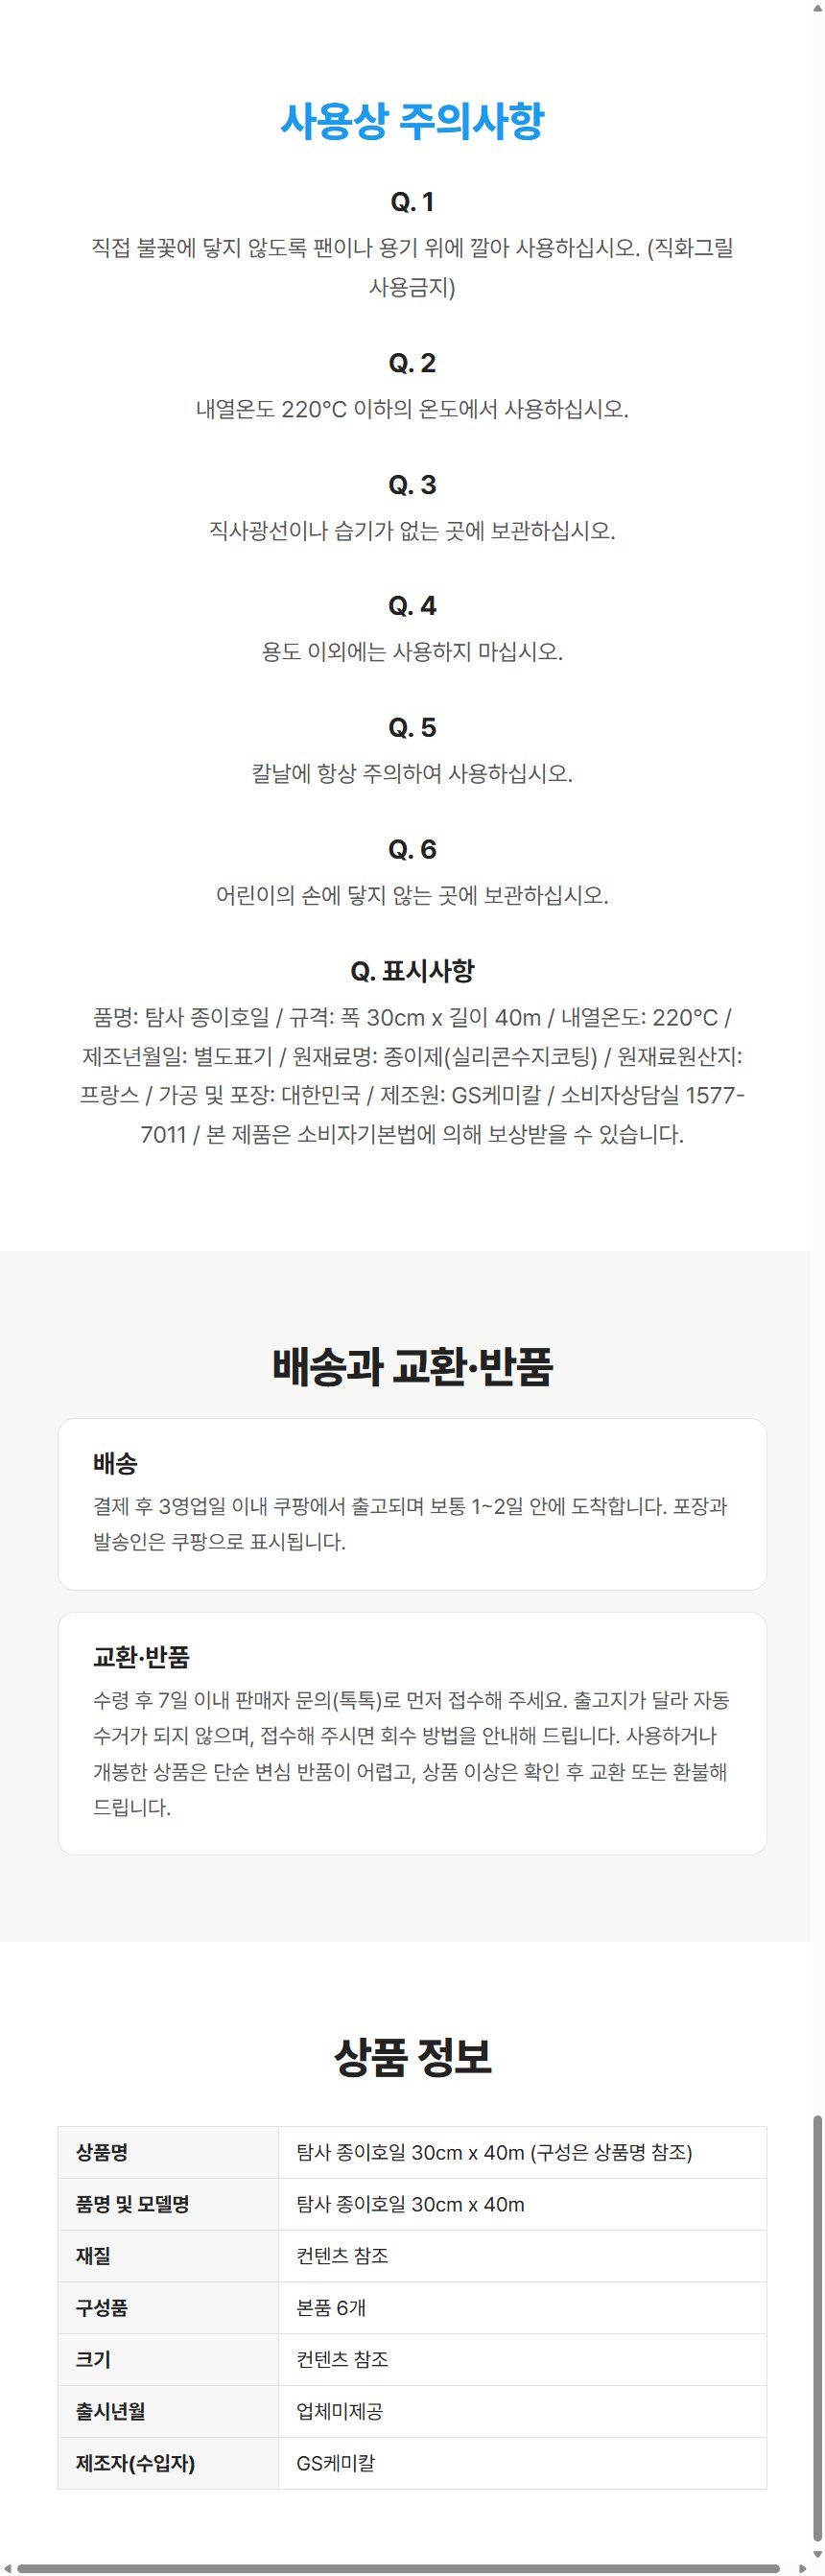 사용상 주의사항
Q. 1
직접 불꽃에 닿지 않도록 팬이나 용기 위에 깔아 사용하십시오. (직화그릴
사용금지)
Q. 2
내열온도 220℃ 이하의 온도에서 사용하십시오.
Q. 3
직사광선이나 습기가 없는 곳에 보관하십시오.
Q. 4
용도 이외에는 사용하지 마십시오.
Q. 5
칼날에 항상 주의하여 사용하십시오.
Q. 6
어린이의 손에 닿지 않는 곳에 보관하십시오.
Q. 표시사항
품명: 탐사 종이호일 / 규격: 폭 30cm x 길이 40m / 내열온도: 220℃ /
제조년월일: 별도표기 / 원재료명: 종이제(실리콘수지코팅) / 원재료원산지:
프랑스 / 가공 및 포장: 대한민국 / 제조원: GS케미칼 / 소비자상담실 1577-
7011 / 본 제품은 소비자기본법에 의해 보상받을 수 있습니다.
배송과 교환·반품
배송
결제 후 3영업일 이내 쿠팡에서 출고되며 보통 1~2일 안에 도착합니다. 포장과
발송인은 쿠팡으로 표시됩니다.
교환·반품
수령 후 7일 이내 판매자 문의(톡톡)로 먼저 접수해 주세요. 출고지가 달라 자동
수거가 되지 않으며, 접수해 주시면 회수 방법을 안내해 드립니다. 사용하거나
개봉한 상품은 단순 변심 반품이 어렵고, 상품 이상은 확인 후 교환 또는 환불해
드립니다.
상품 정보
상품명 탐사 종이호일 30cm x 40m (구성은 상품명 참조)
품명 및 모델명 탐사 종이호일 30cm x 40m
재질 컨텐츠 참조
구성품 본품 6개
크기 컨텐츠 참조
출시년월 업체미제공
제조자(수입자) GS케미칼